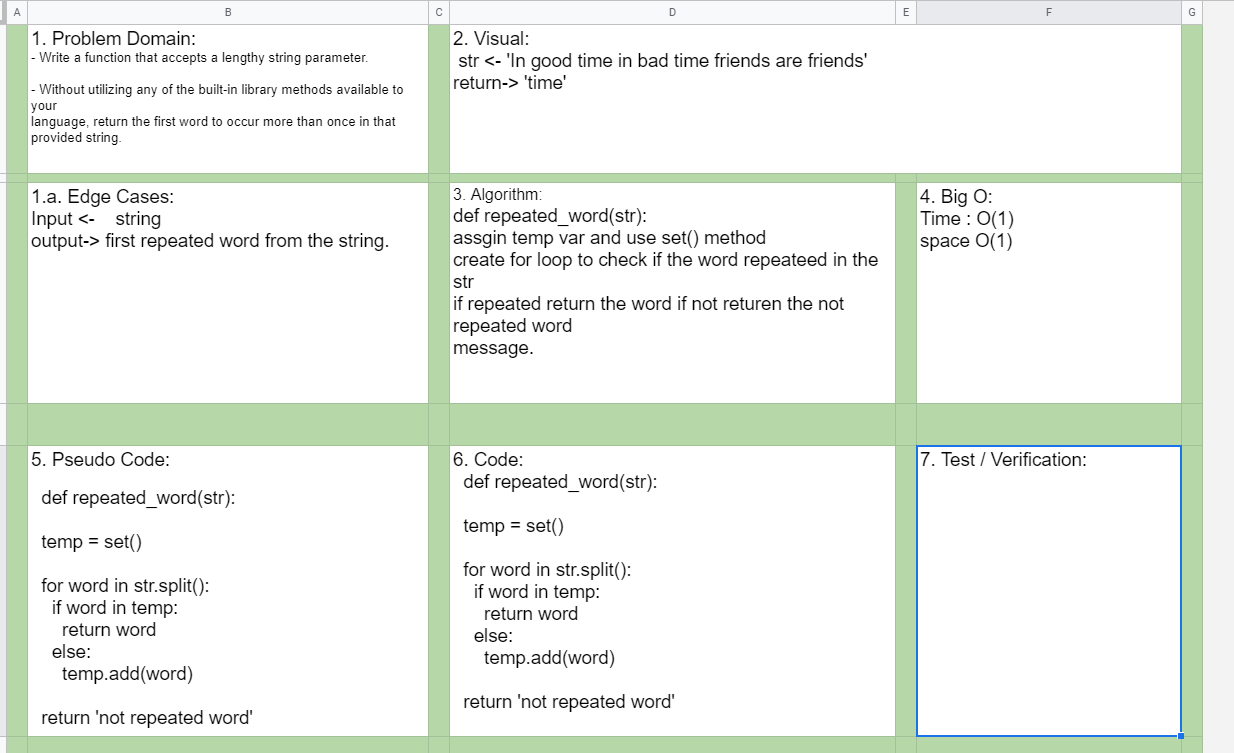 A B C D E F G
1. Problem Domain:
- Write a function that accepts a lengthy string parameter.
- Without utilizing any of the built-in library methods available to
your
language, return the first word to occur more than once in that
provided string.
2. Visual:
str <- 'In good time in bad time friends are friends'
return-> 'time'
1.a. Edge Cases:
Input <- string
output-> first repeated word from the string.
3. Algorithm:
def repeated_word(str):
assgin temp var and use set() method
create for loop to check if the word repeateed in the
str
if repeated return the word if not returen the not
repeated word
message.
4. Big O:
Time : O(1)
space O(1)
5. Pseudo Code:
def repeated_word(str):
temp = set()
for word in str.split():
if word in temp:
return word
else:
temp.add(word)
return 'not repeated word'
6. Code:
def repeated_word(str):
temp = set()
for word in str.split():
if word in temp:
return word
else:
temp.add(word)
return 'not repeated word'
7. Test / Verification: